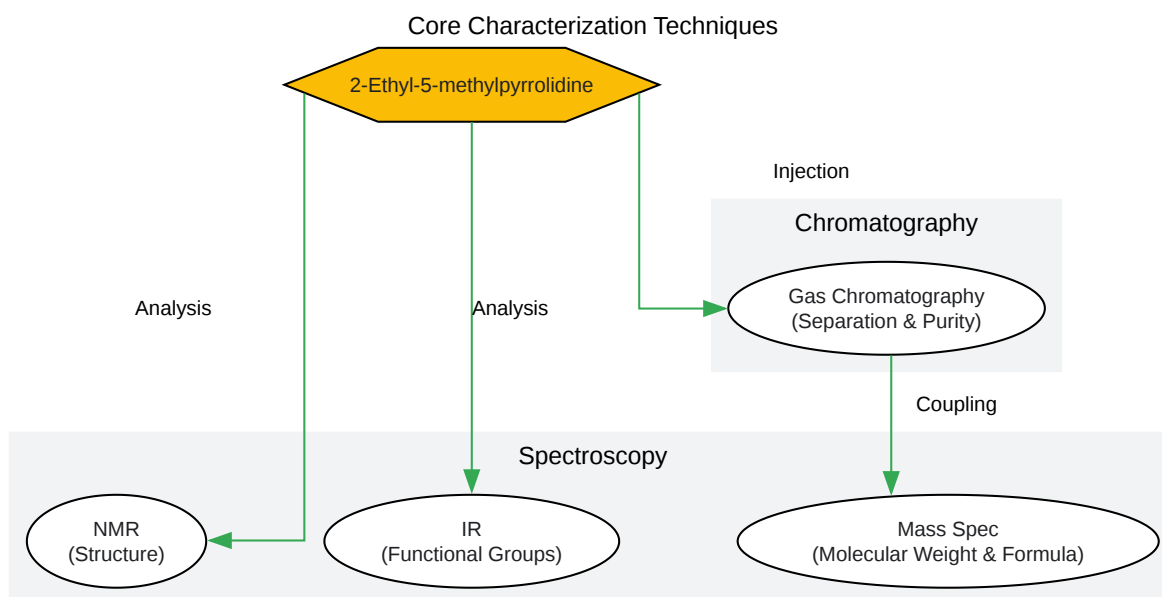 Core Characterization Techniques
2-Ethyl-5-methylpyrrolidine
Injection
Chromatography
Gas Chromatography
(Separation & Purity)
Analysis
Analysis
Coupling
Spectroscopy
NMR
(Structure)
IR
(Functional Groups)
Mass Spec
(Molecular Weight & Formula)